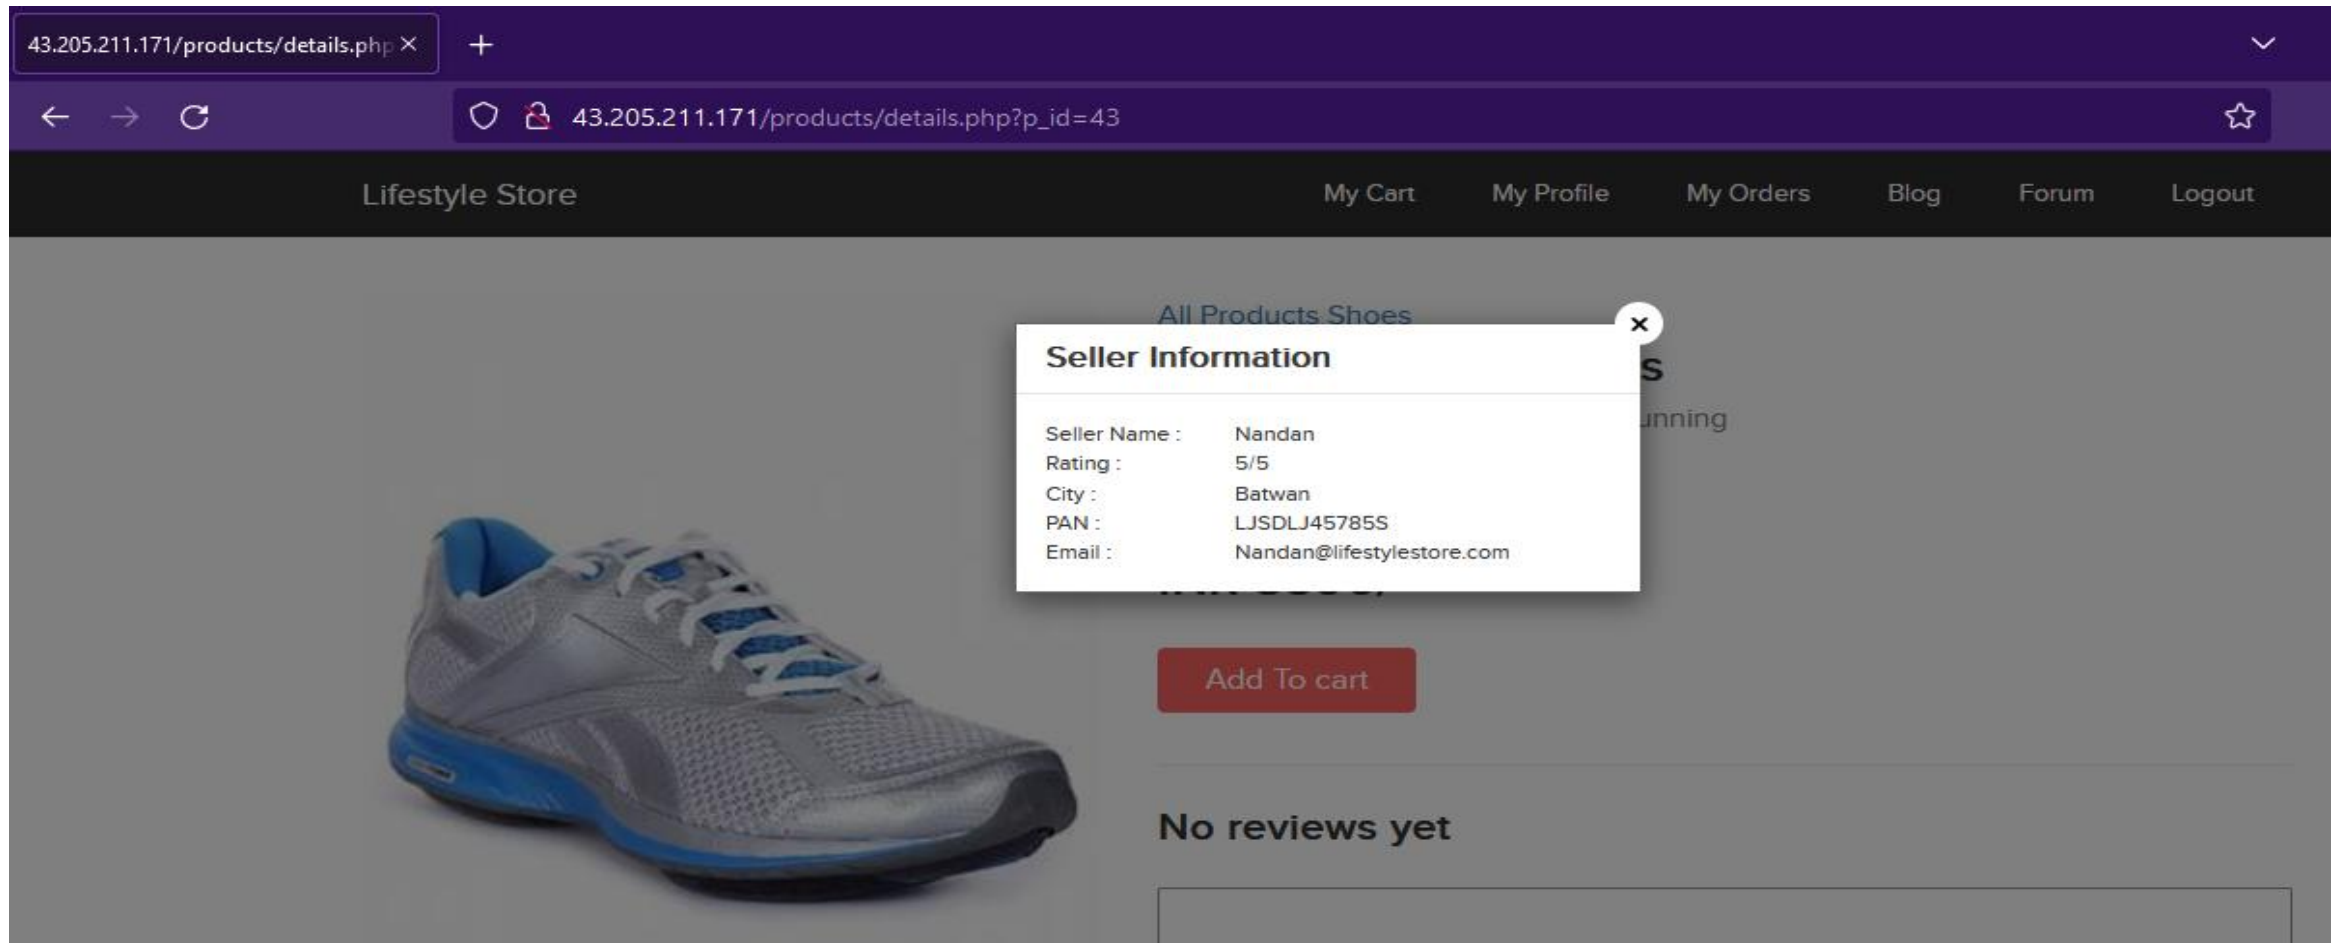 43.205.211.171/products/details.php
43.205.211.171/products/details.php?p_id=43
Lifestyle Store My Cart My Profile My Orders Blog Forum Logout
All Products Shoes
Seller Information
Seller Name : Nandan
Rating : 5/5
City : Batwan
PAN : LJSDLJ45785S
Email : Nandan@lifestylestore.com
Add To cart
No reviews yet